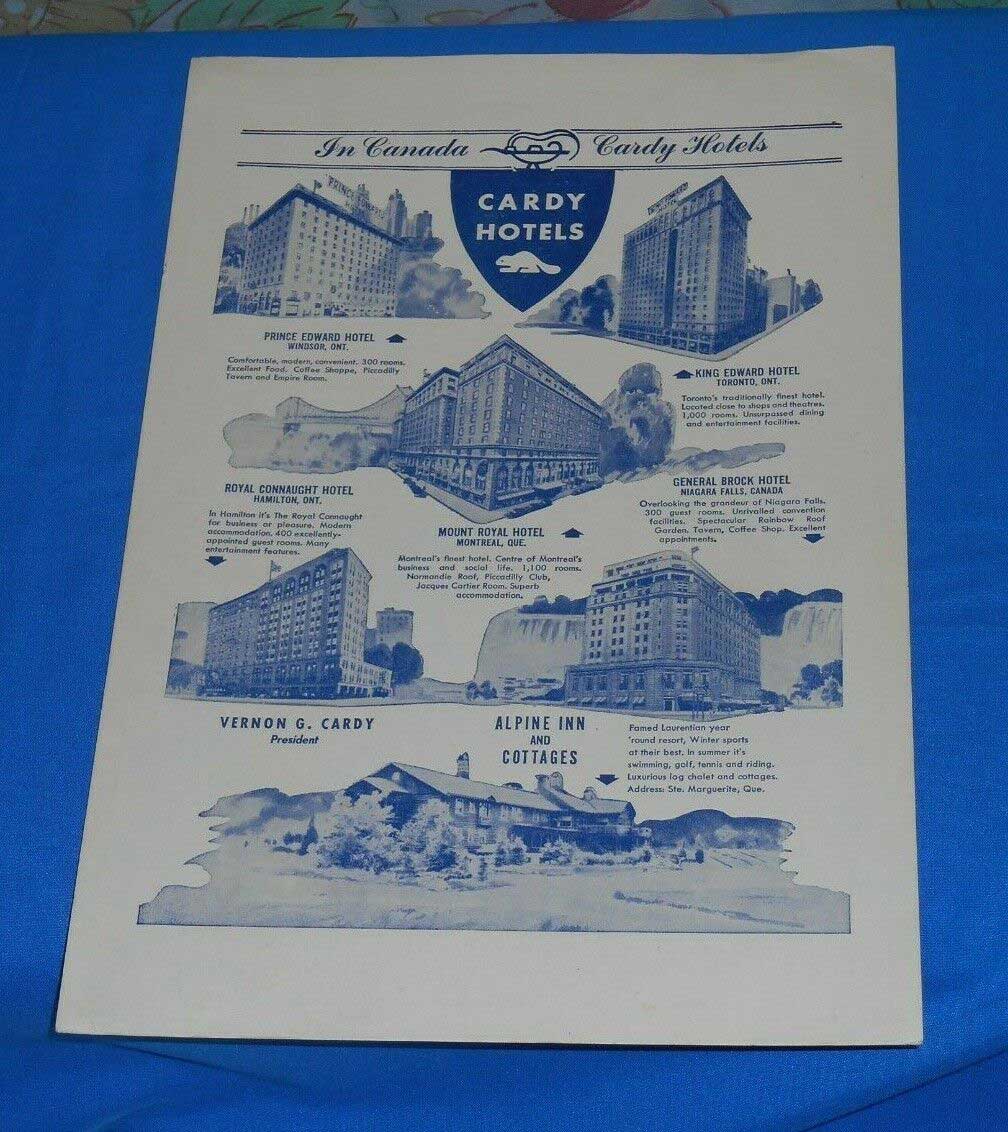 In Canada Cardy Hotels
CARDY
HOTELS
PRINCE EDWARD
PRINCE EDWARD HOTEL
WINDSOR, ONT.
Comfortable, modern, convenient. 300 rooms.
Excellent Food. Coffee Shoppe, Piccadilly
Tavern and Empire Room.
KING EDWARD HOTEL
TORONTO, ONT.
Toronto's traditionally finest hotel.
Located close to shops and theatres.
1,000 rooms. Unsurpassed dining
and entertainment facilities.
ROYAL CONNAUGHT HOTEL
HAMILTON, ONT.
In Hamilton it's The Royal Connaught
for business or pleasure. Modern
accommodation. 400 excellently-
appointed guest rooms. Many
entertainment features.
MOUNT ROYAL HOTEL
MONTREAL, QUE.
Montreal's finest hotel. Centre of Montreal's
business and social life. 1,100 rooms.
Normandie Roof, Piccadilly Club,
Jacques Cartier Room. Superb
accommodation.
GENERAL BROCK HOTEL
NIAGARA FALLS, CANADA
Overlooking the grandeur of Niagara Falls.
300 guest rooms. Unrivalled convention
facilities. Spectacular Rainbow Roof
Garden. Tavern, Coffee Shop. Excellent
appointments.
VERNON G. CARDY
President
ALPINE INN
AND
COTTAGES
Famed Laurentian year
'round resort, Winter sports
at their best. In summer it's
swimming, golf, tennis and riding.
Luxurious log chalet and cottages.
Address: Ste. Marguerite, Que.